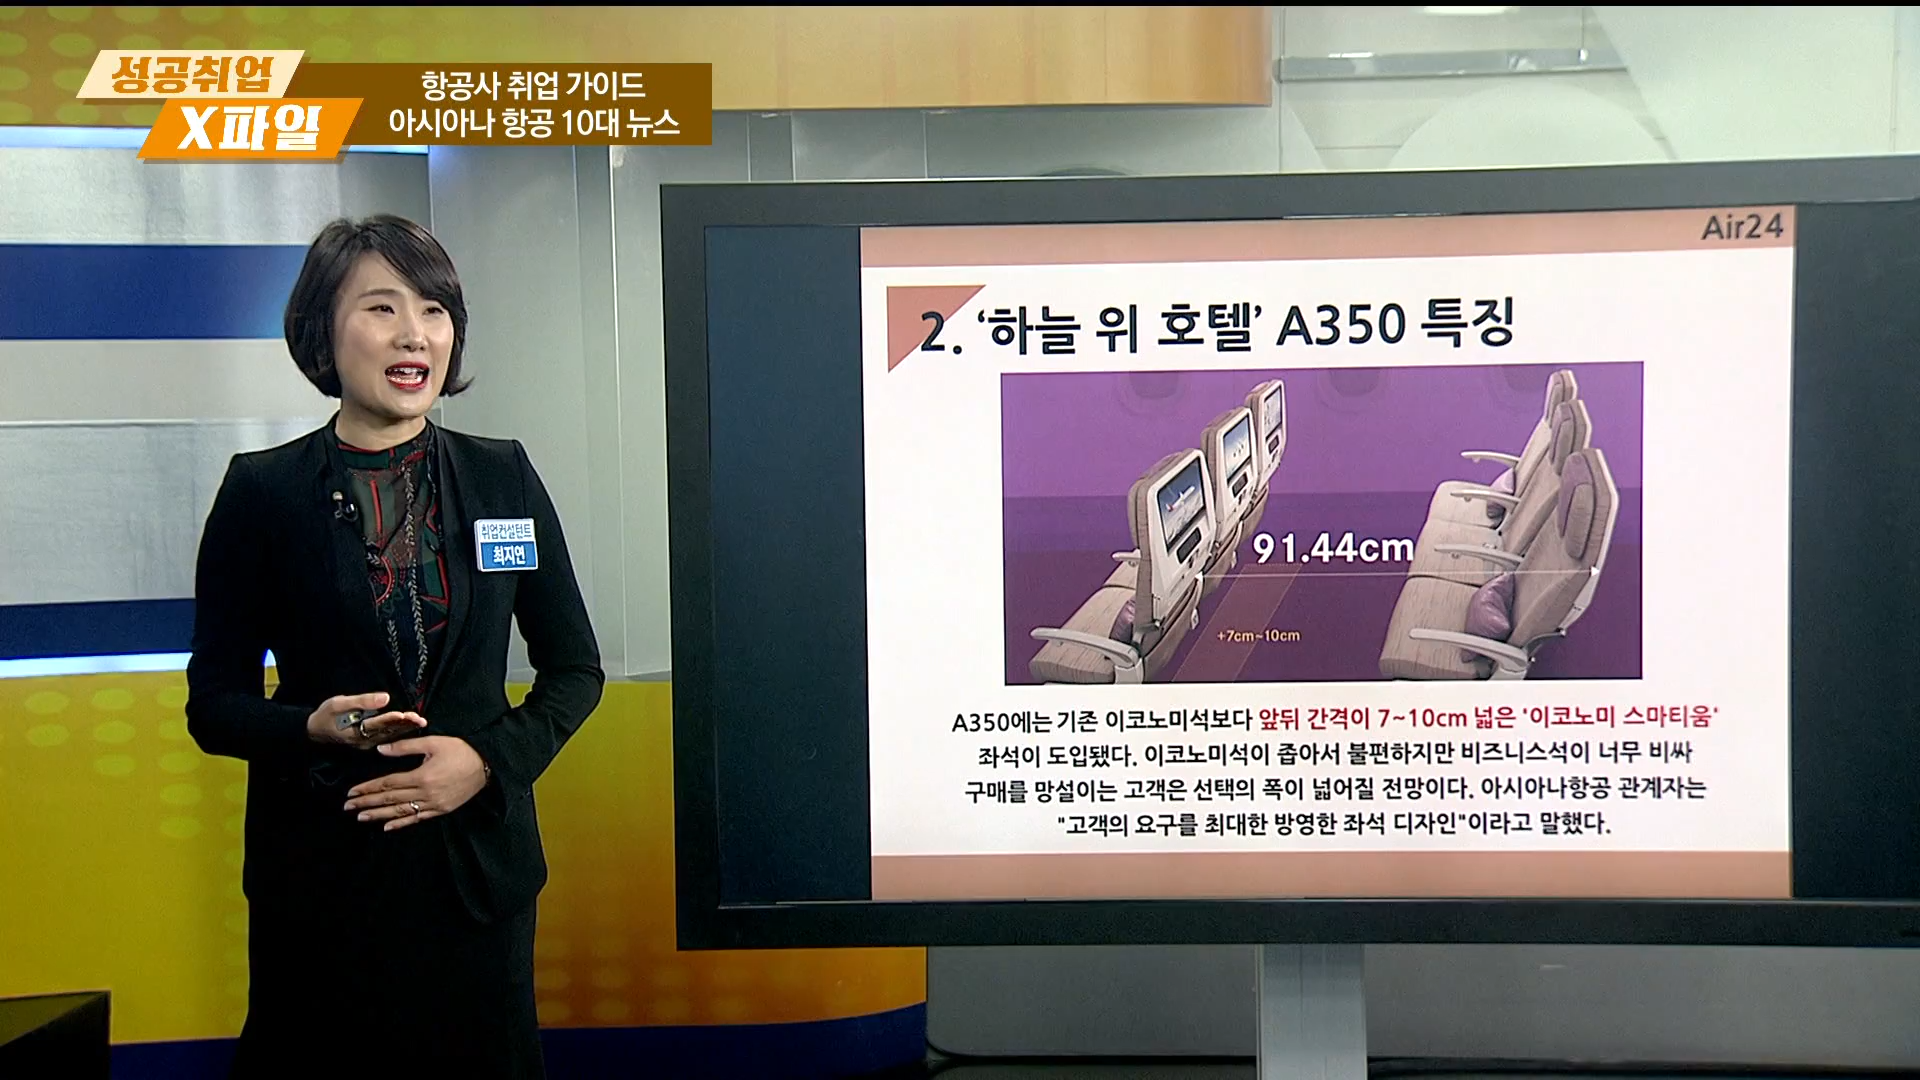 성공취업
X파일
항공사 취업 가이드
아시아나 항공 10대 뉴스
취업컨설턴트
최지연
Air24
2. ‘하늘 위 호텔’ A350 특징
91.44cm
+7cm~10cm
A350에는 기존 이코노미석보다 앞뒤 간격이 7~10cm 넓은 '이코노미 스마티움'
좌석이 도입됐다. 이코노미석이 좁아서 불편하지만 비즈니스석이 너무 비싸
구매를 망설이는 고객은 선택의 폭이 넓어질 전망이다. 아시아나항공 관계자는
"고객의 요구를 최대한 방영한 좌석 디자인"이라고 말했다.